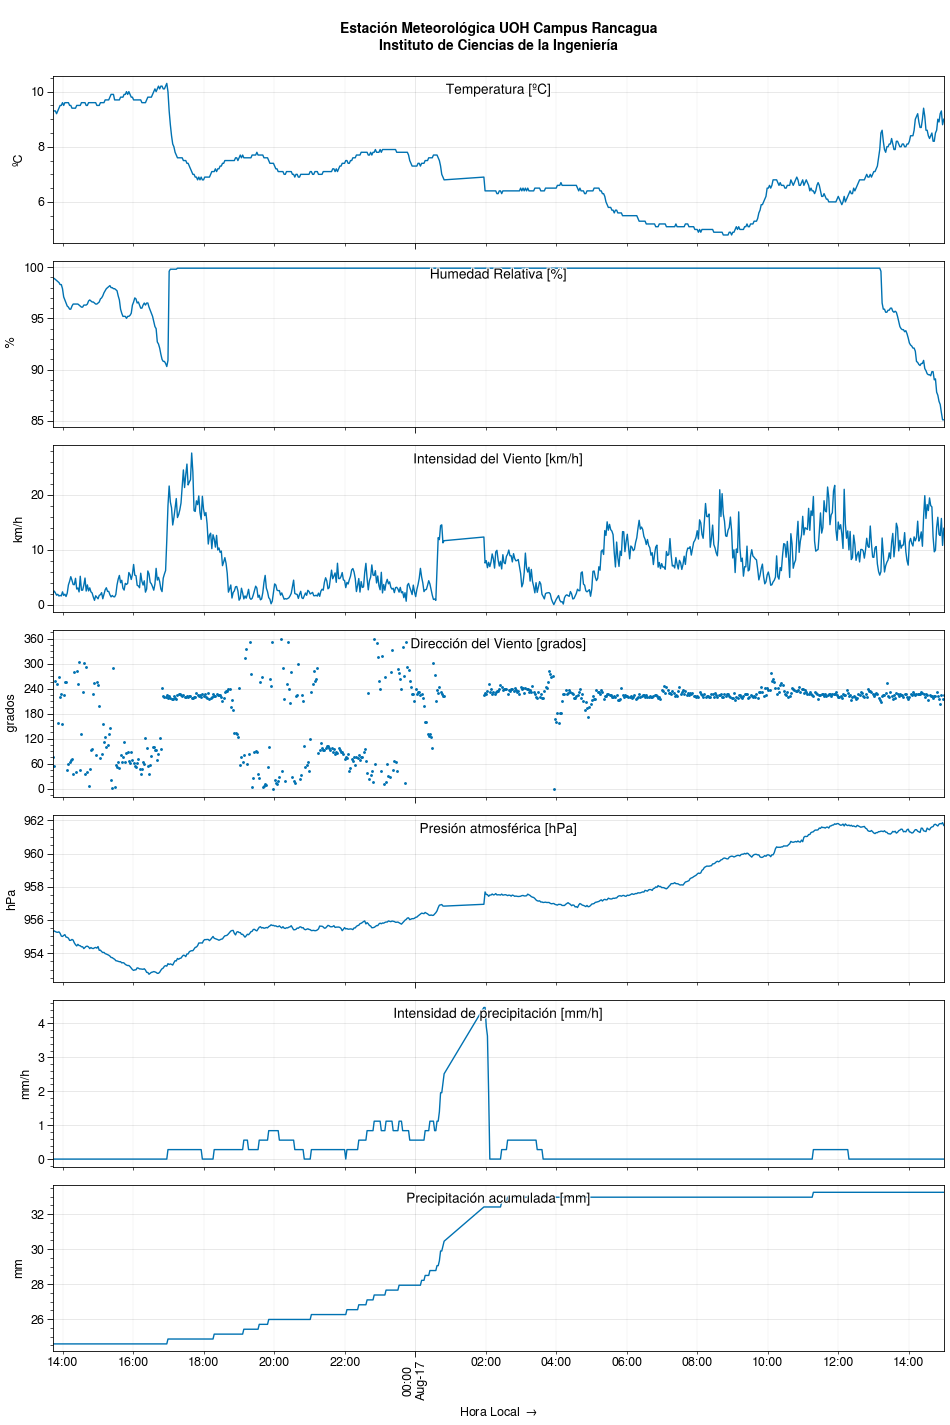 Estación Meteorológica UOH Campus Rancagua
Instituto de Ciencias de la Ingeniería
Temperatura [ºC]
10
8
6
ºC
Humedad Relativa [%]
100
95
90
85
%
Intensidad del Viento [km/h]
20
10
0
km/h
Dirección del Viento [grados]
360
300
240
180
120
60
0
grados
Presión atmosférica [hPa]
962
960
958
956
954
hPa
Intensidad de precipitación [mm/h]
4
3
2
1
0
mm/h
Precipitación acumulada [mm]
32
30
28
26
mm
14:00 16:00 18:00 20:00 22:00 00:00 02:00 04:00 06:00 08:00 10:00 12:00 14:00
Aug-17
Hora Local →